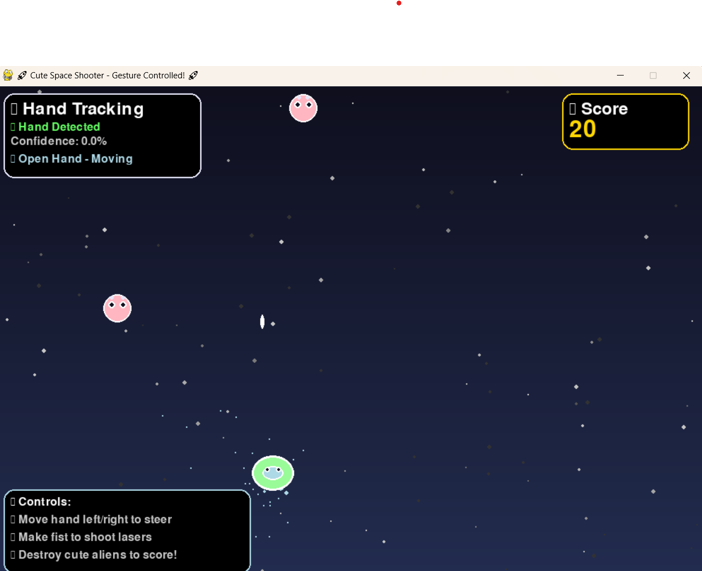 🚀 Cute Space Shooter - Gesture Controlled! 🚀
▯ Hand Tracking
▯ Hand Detected
Confidence: 0.0%
▯ Open Hand - Moving
▯ Score
20
▯ Controls:
▯ Move hand left/right to steer
▯ Make fist to shoot lasers
▯ Destroy cute aliens to score!